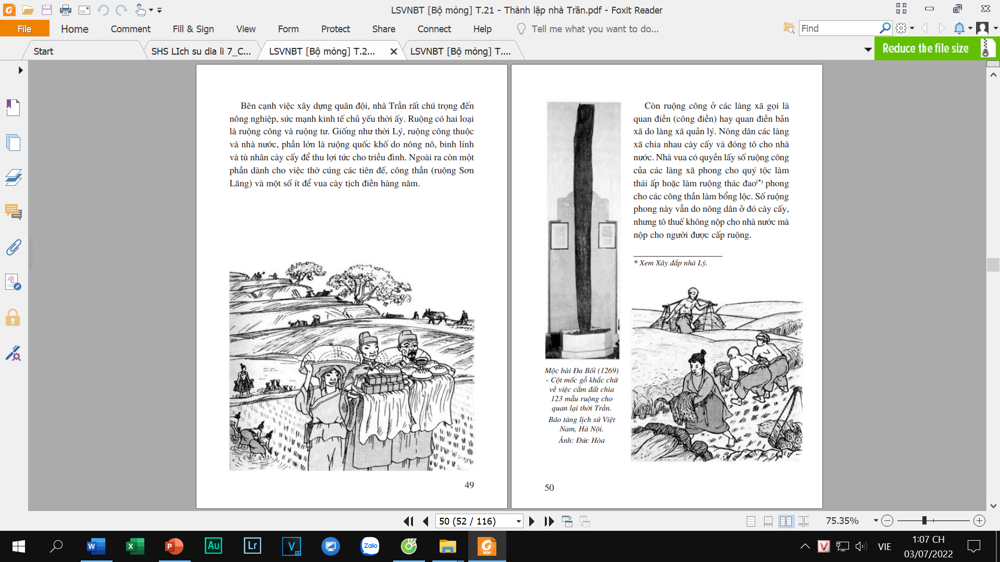 LSVNBT [Bộ mỏng] T.21 - Thành lập nhà Trần.pdf - Foxit Reader
File
Home
Comment
Fill & Sign
View
Form
Protect
Share
Connect
Help
Tell me what you want to do...
Find
Start
SHS LIch su dia li 7_C...
LSVNBT [Bộ mỏng] T.2...
LSVNBT [Bộ mỏng] T....
Reduce the file size
Bên cạnh việc xây dựng quân đội, nhà Trần rất chú trọng đến
nông nghiệp, sức mạnh kinh tế chủ yếu thời ấy. Ruộng có hai loại
là ruộng công và ruộng tư. Giống như thời Lý, ruộng công thuộc
và nhà nước, phần lớn là ruộng quốc khố do nông nô, binh lính
và tù nhân cày cấy để thu lợi tức cho triều đình. Ngoài ra còn một
phần dành cho việc thờ cúng các tiên đế, công thần (ruộng Sơn
Lăng) và một số ít để vua cày tịch điền hàng năm.
49
Còn ruộng công ở các làng xã gọi là
quan điền (công điền) hay quan điền bản
xã do làng xã quản lý. Nông dân các làng
xã chia nhau cày cấy và đóng tô cho nhà
nước. Nhà vua có quyền lấy số ruộng công
của các làng xã phong cho quý tộc làm
thái ấp hoặc làm ruộng thác đao(*) phong
cho các công thần làm bổng lộc. Số ruộng
phong này vẫn do nông dân ở đó cày cấy,
nhưng tô thuế không nộp cho nhà nước mà
nộp cho người được cấp ruộng.
* Xem Xây đắp nhà Lý.
Mộc bài Đa Bối (1269)
- Cột mốc gỗ khắc chữ
về việc cắm đất chia
123 mẫu ruộng cho
quan lại thời Trần.
Bảo tàng lịch sử Việt
Nam, Hà Nội.
Ảnh: Đức Hòa
50
50 (52 / 116)
75.35%
Au
Lr
Zalo
PDF
VIE
1:07 CH
03/07/2022